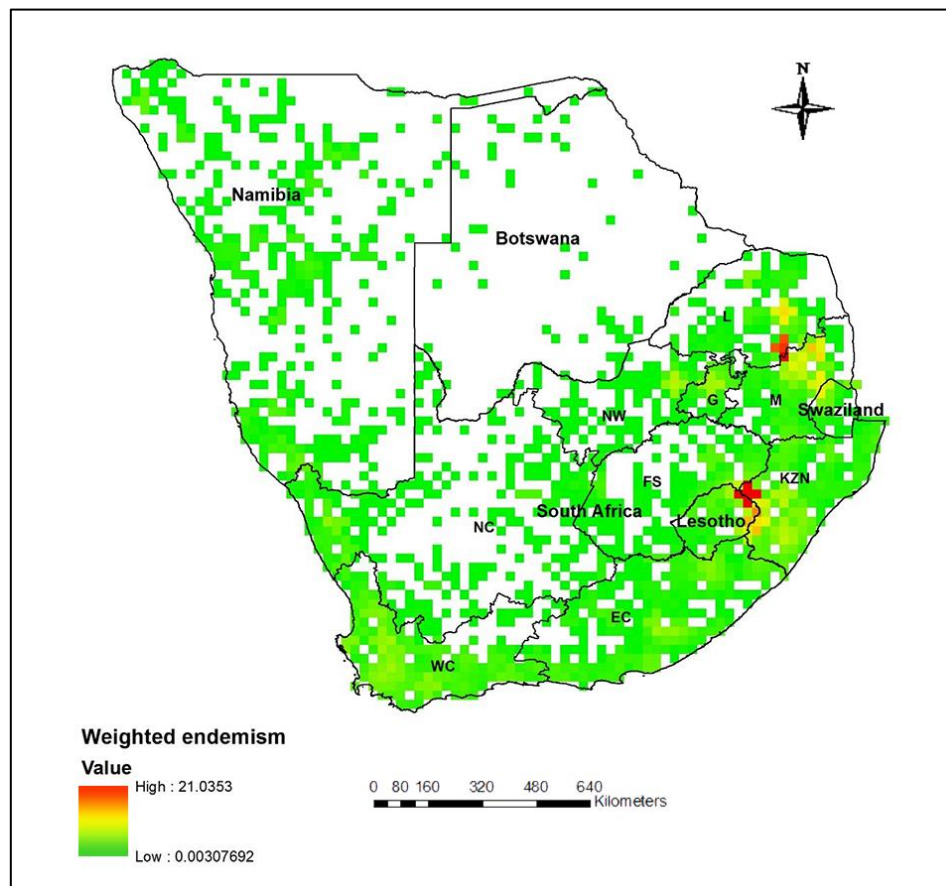 N
Namibia
Botswana
L
G
M
Swaziland
NW
FS
KZN
South Africa
Lesotho
NC
EC
WC
Weighted endemism
Value
High : 21.0353
Low : 0.00307692
0 80 160 320 480 640
Kilometers